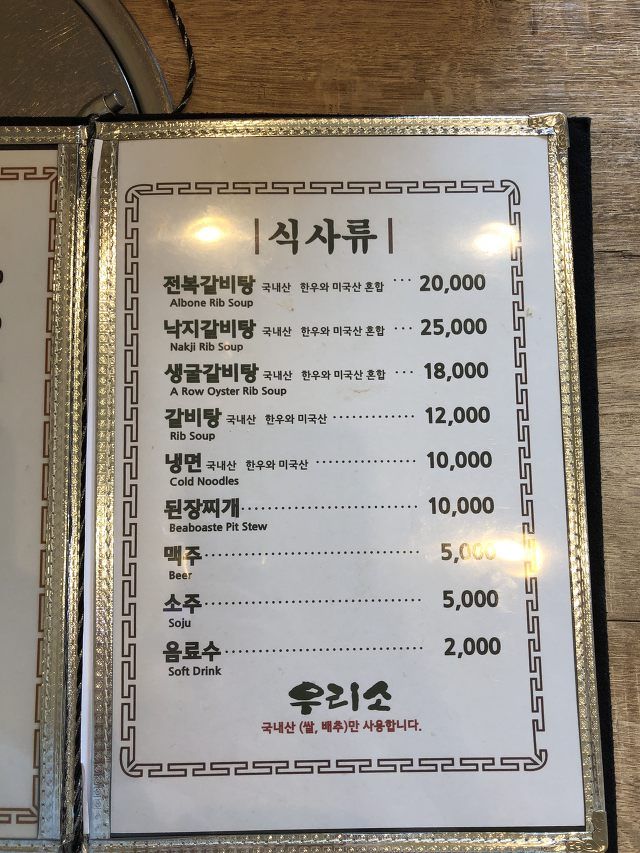 식사류
전복갈비탕 국내산 한우와 미국산 혼합 ··· 20,000
Albone Rib Soup
낙지갈비탕 국내산 한우와 미국산 혼합 ··· 25,000
Nakji Rib Soup
생굴갈비탕 국내산 한우와 미국산 혼합 ··· 18,000
A Row Oyster Rib Soup
갈비탕 국내산 한우와 미국산 ············· 12,000
Rib Soup
냉면 국내산 한우와 미국산 ··············· 10,000
Cold Noodles
된장찌개························· 10,000
Beaboaste Pit Stew
맥주······························ 5,000
Beer
소주······························ 5,000
Soju
음료수···························· 2,000
Soft Drink
우리소
국내산 (쌀, 배추)만 사용합니다.